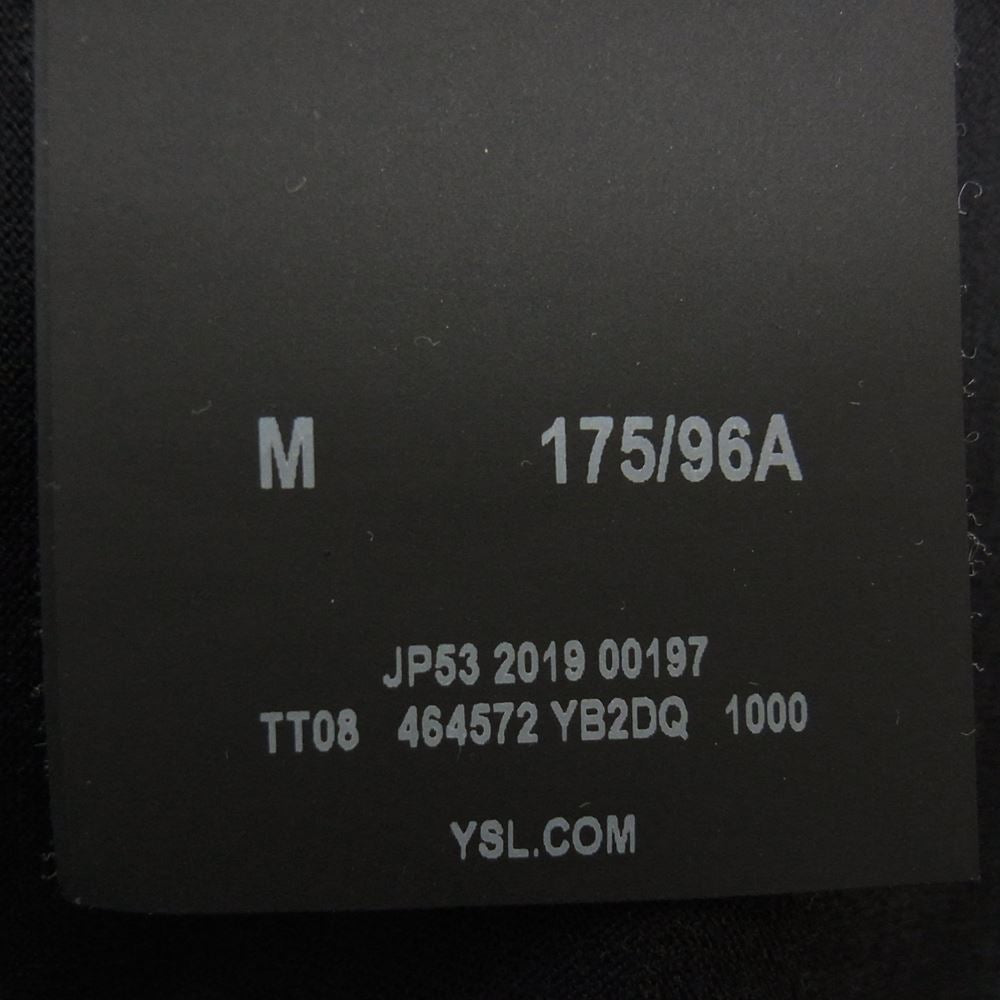 M 175/96A
JP53 2019 00197
TT08 464572 YB2DQ 1000
YSL.COM